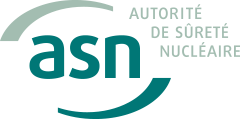 asn
AUTORITÉ
DE SÛRETÉ
NUCLÉAIRE